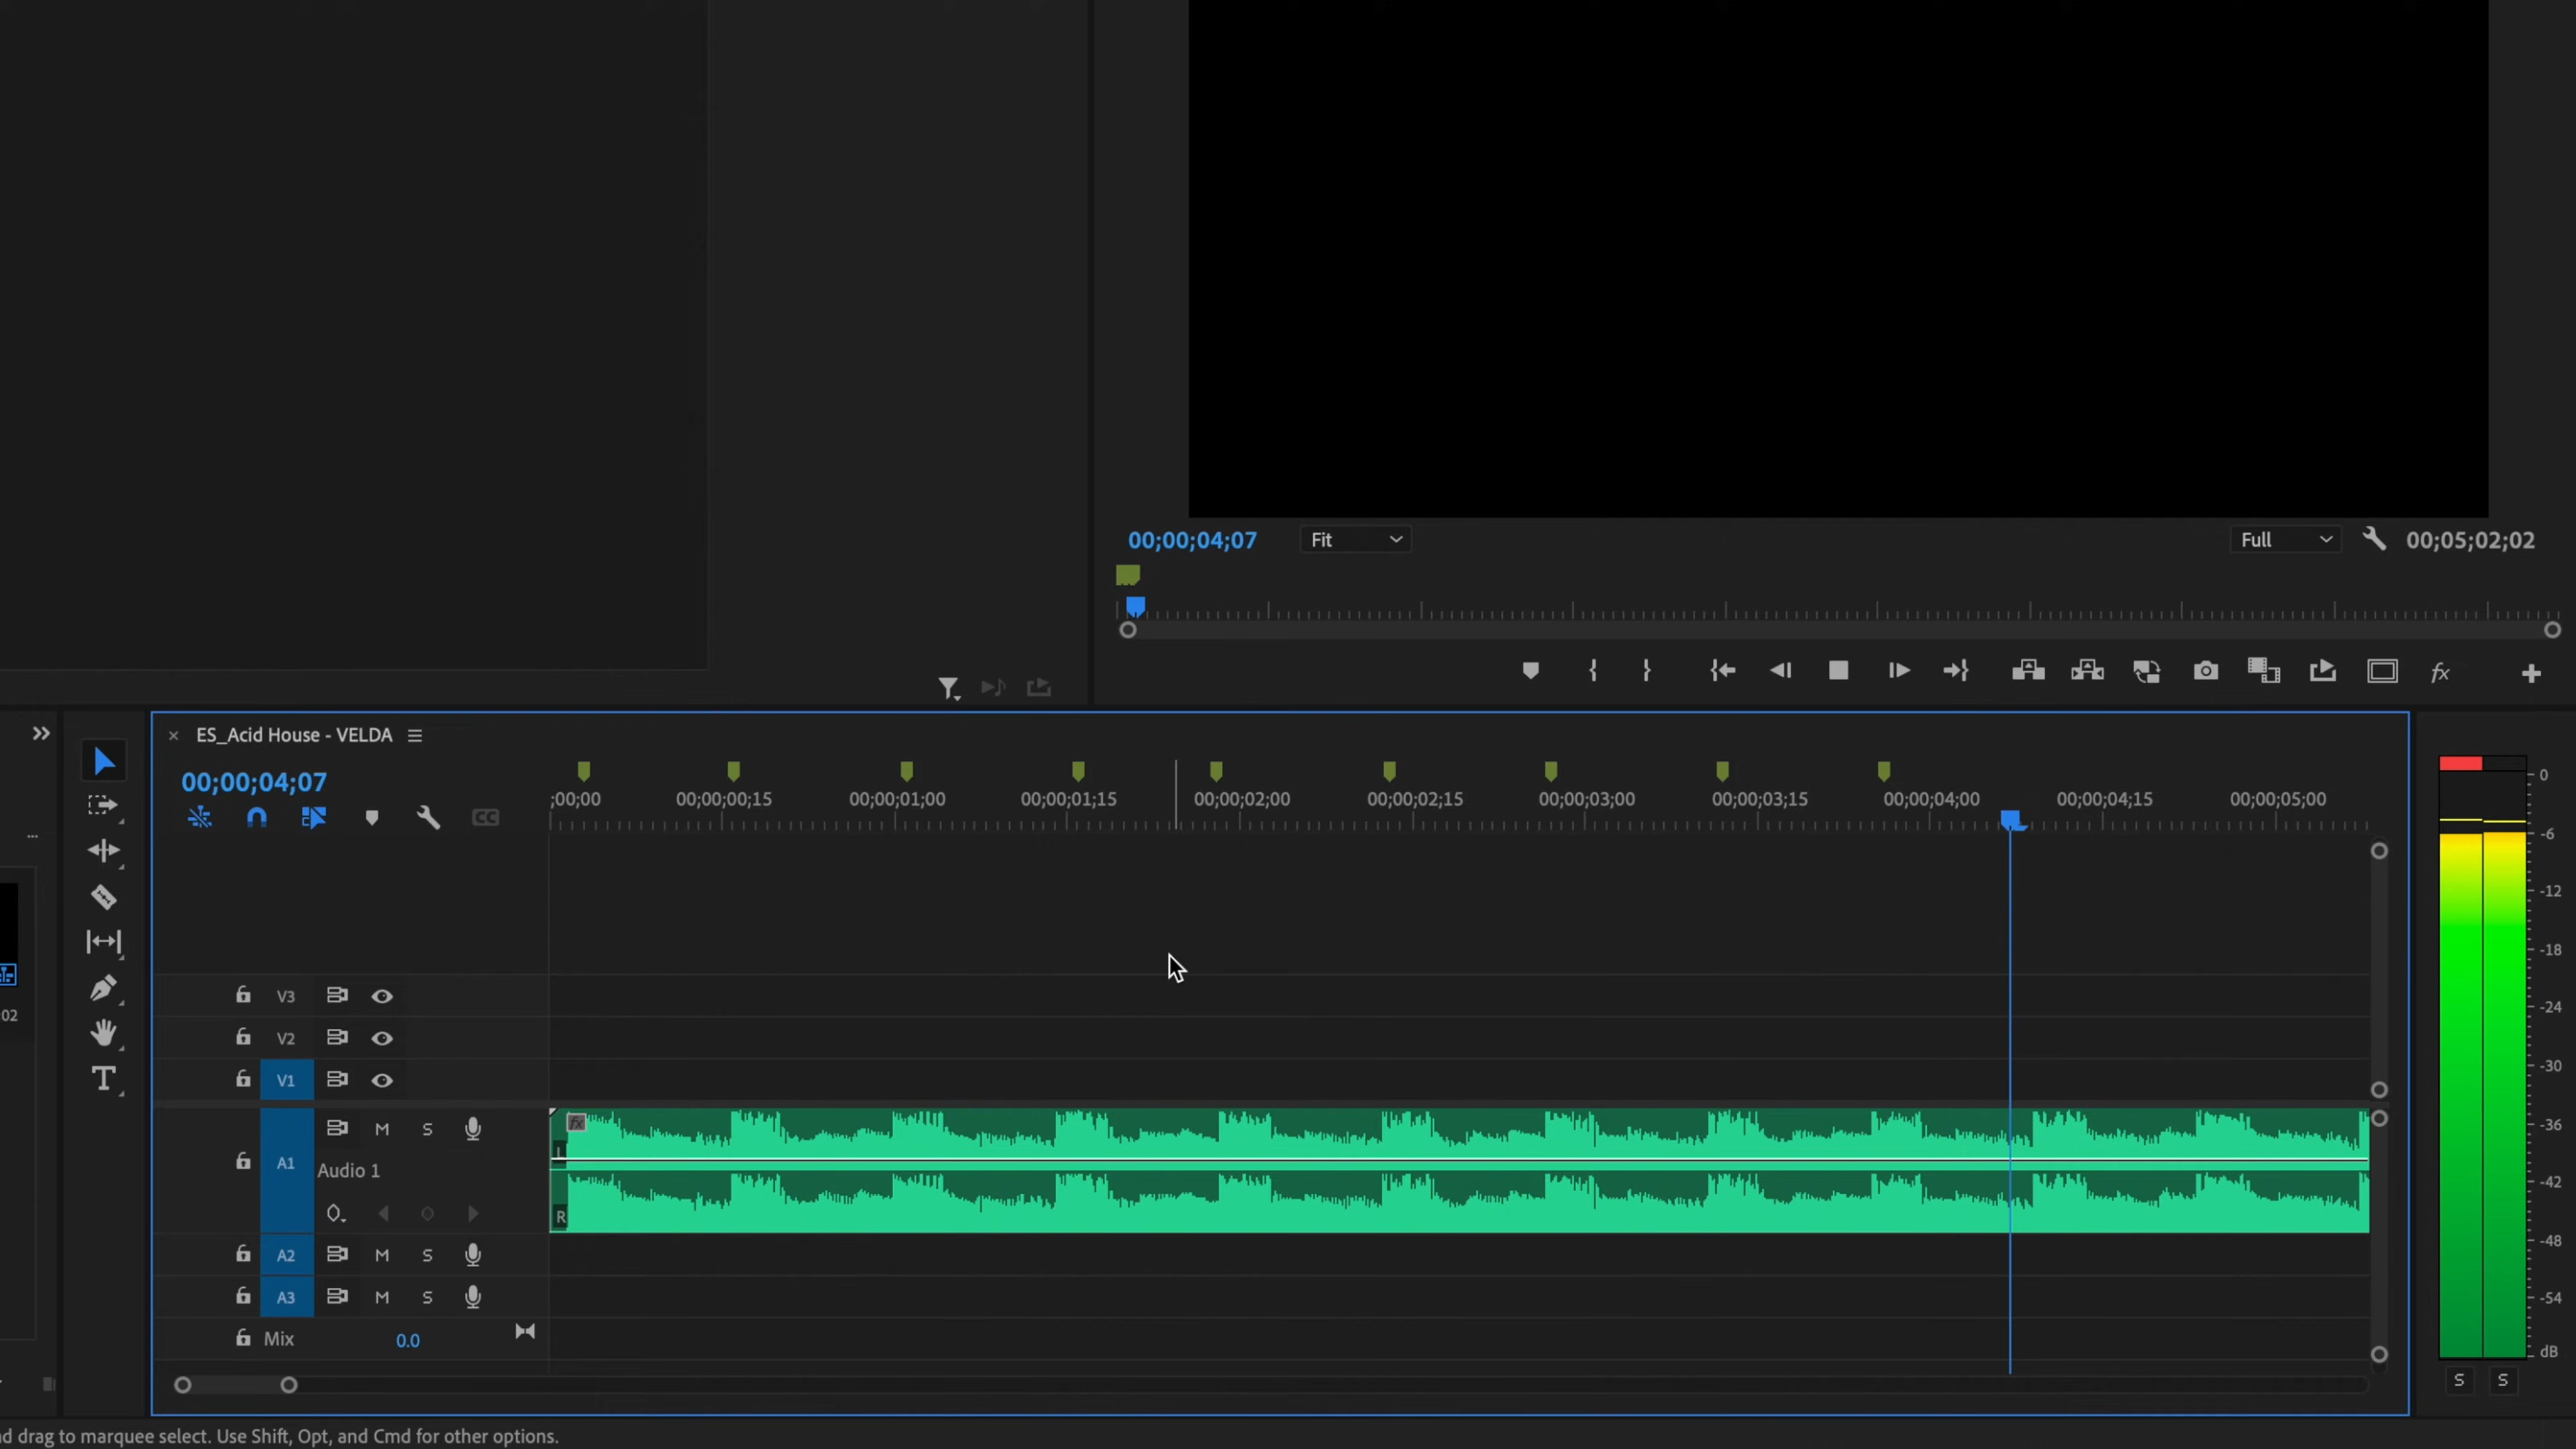 00;00;04;07 Fit Full 00;05;02;02
fx
ES_Acid House - VELDA
00;00;04;07
;00;00 00;00;00;15 00;00;01;00 00;00;01;15 00;00;02;00 00;00;02;15 00;00;03;00 00;00;03;15 00;00;04;00 00;00;04;15 00;00;05;00
CC
V3
V2
V1
A1 M S
fx
L
Audio 1
R
A2 M S
A3 M S
Mix 0.0
:02
T
0
-6
-12
-18
-24
-30
-36
-42
-48
-54
dB
S S
d drag to marquee select. Use Shift, Opt, and Cmd for other options.